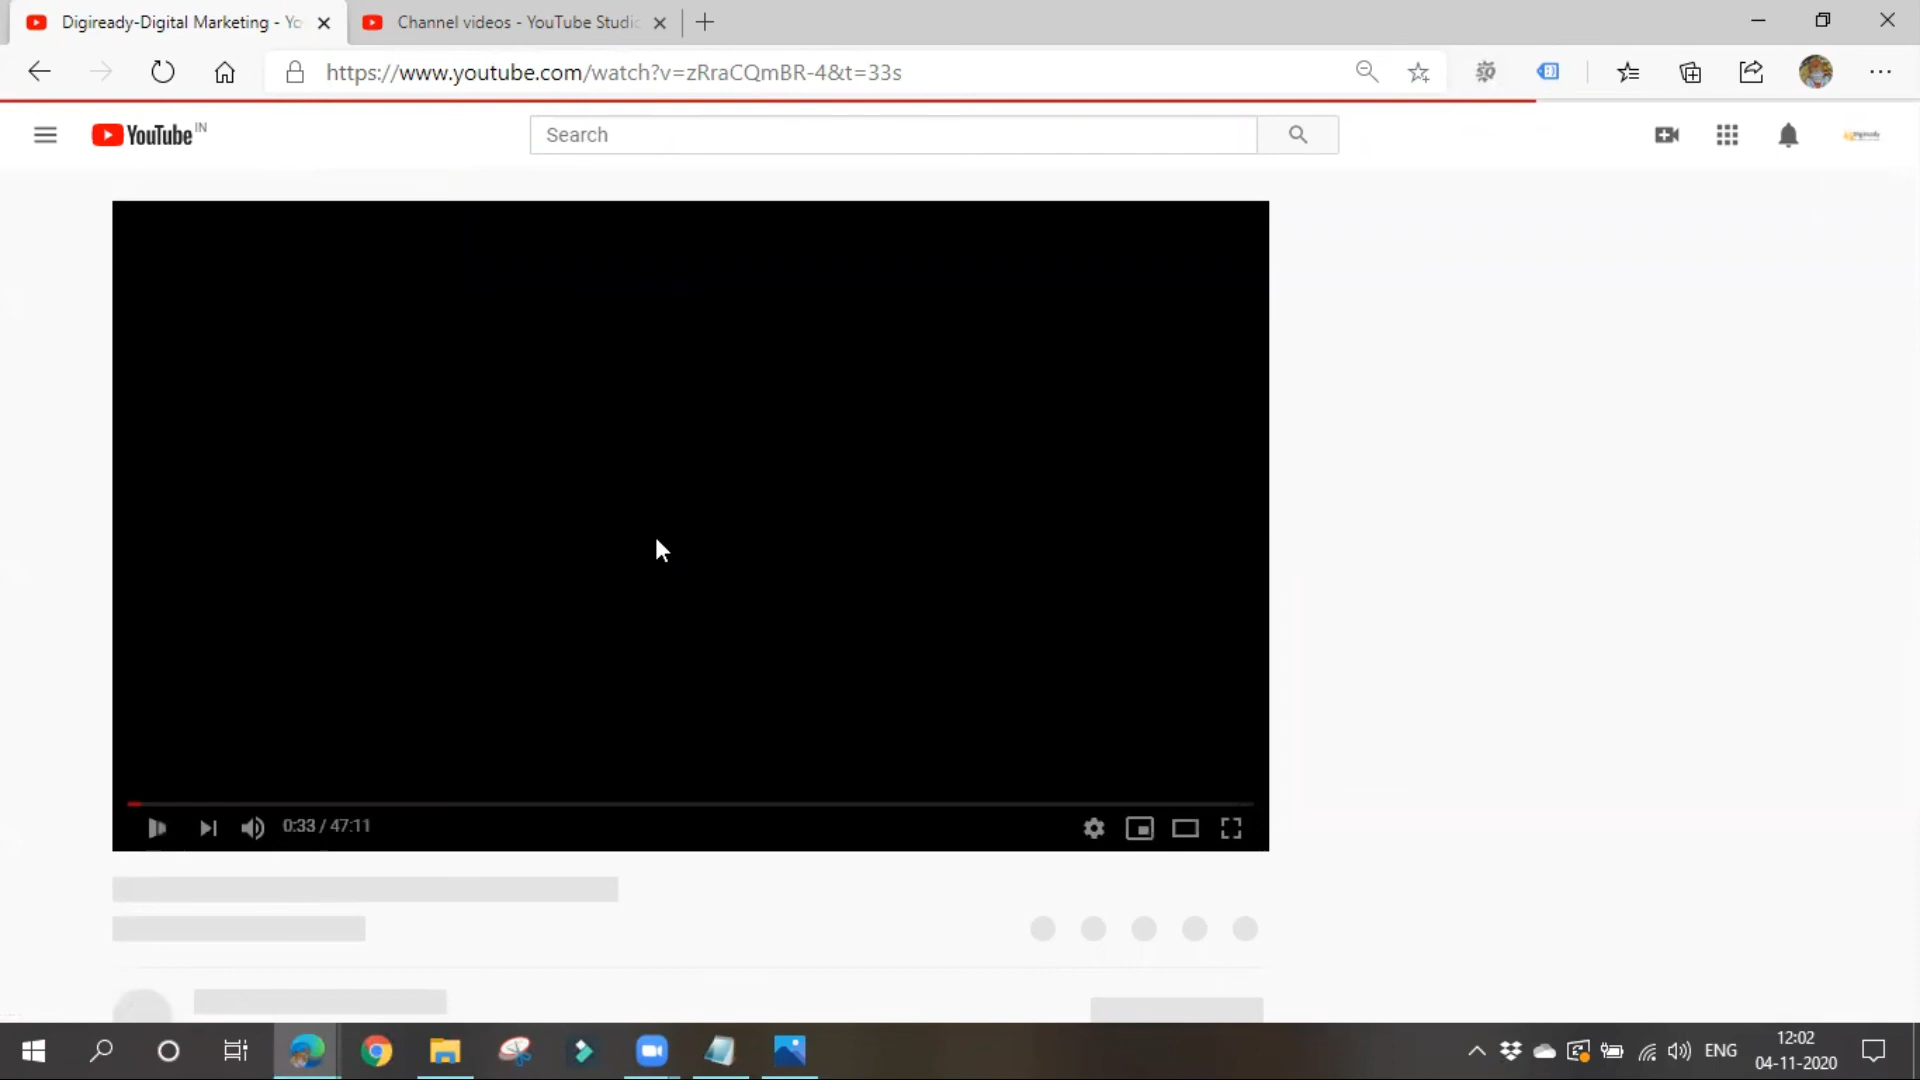 Digiready-Digital Marketing - Yo
Channel videos - YouTube Studi
https://www.youtube.com/watch?v=zRraCQmBR-4&t=33s
YouTube IN
Search
Digiready
0:33 / 47:11
ENG
12:02
04-11-2020